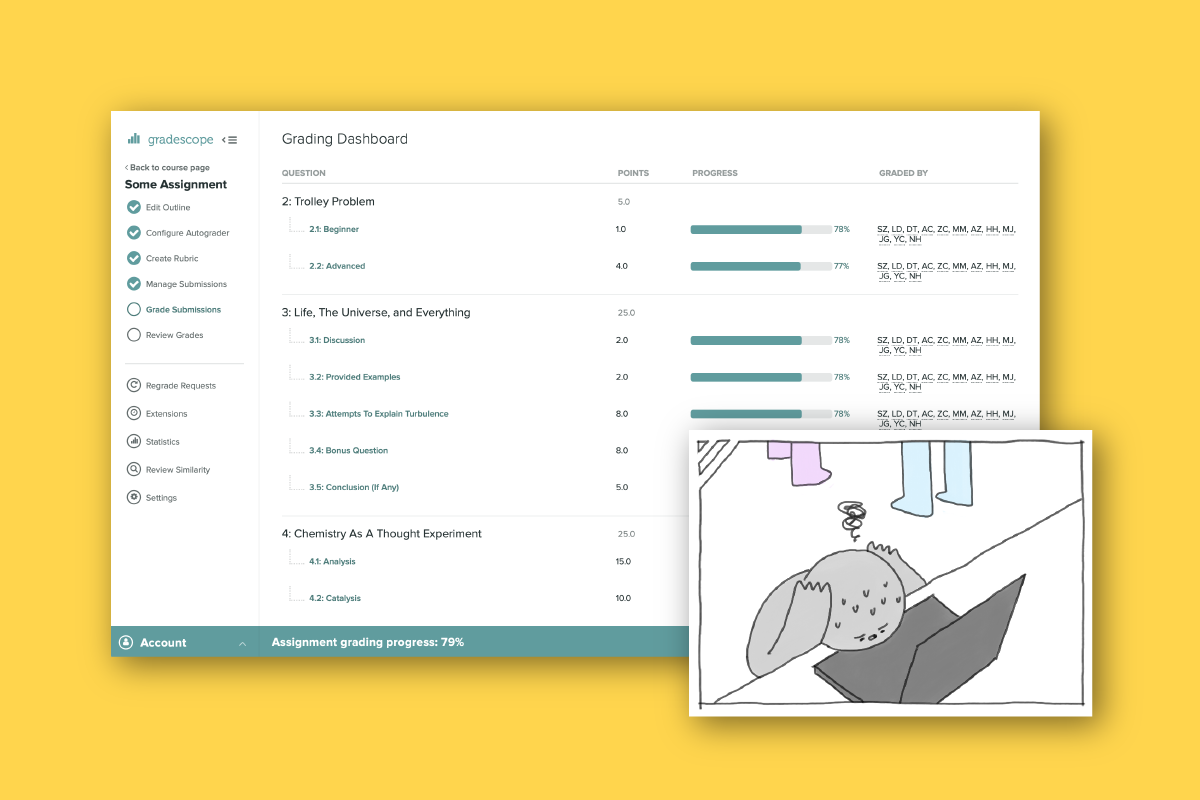 gradescope
Back to course page
Some Assignment
Edit Outline
Configure Autograder
Create Rubric
Manage Submissions
Grade Submissions
Review Grades
Regrade Requests
Extensions
Statistics
Review Similarity
Settings
Account
Grading Dashboard
QUESTION POINTS PROGRESS GRADED BY
2: Trolley Problem 5.0
2.1: Beginner 1.0 78% SZ, LD, DT, AC, ZC, MM, AZ, HH, MJ,
JG, YC, NH
2.2: Advanced 4.0 77% SZ, LD, DT, AC, ZC, MM, AZ, HH, MJ,
JG, YC, NH
3: Life, The Universe, and Everything 25.0
3.1: Discussion 2.0 78% SZ, LD, DT, AC, ZC, MM, AZ, HH, MJ,
JG, YC, NH
3.2: Provided Examples 2.0 78% SZ, LD, DT, AC, ZC, MM, AZ, HH, MJ,
JG, YC, NH
3.3: Attempts To Explain Turbulence 8.0 78% SZ, LD, DT, AC, ZC, MM, AZ, HH, MJ,
JG, YC, NH
3.4: Bonus Question 8.0
3.5: Conclusion (If Any) 5.0
4: Chemistry As A Thought Experiment 25.0
4.1: Analysis 15.0
4.2: Catalysis 10.0
Assignment grading progress: 79%